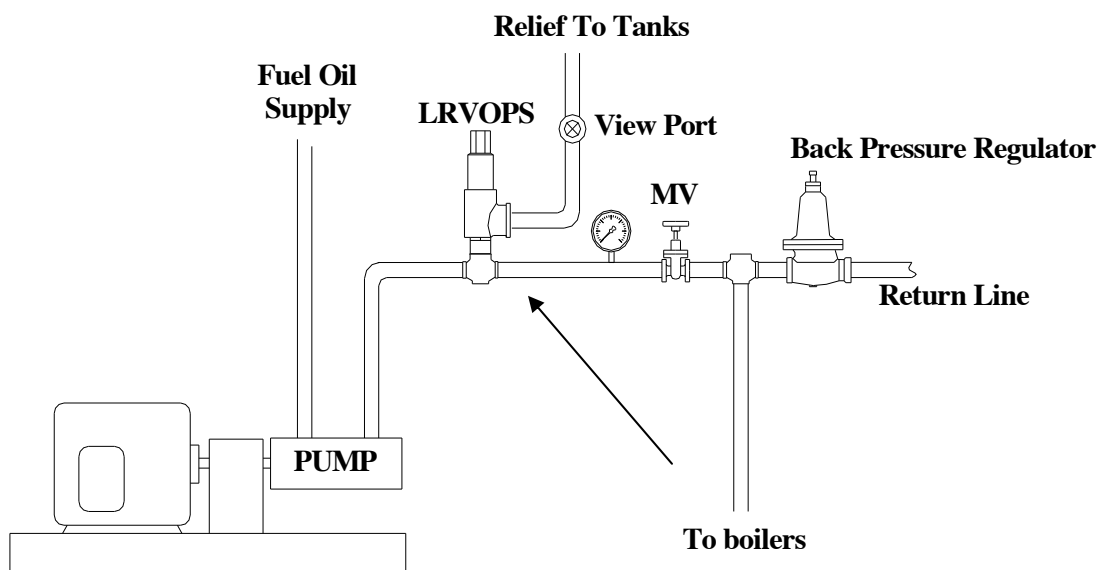 Relief To Tanks
Fuel Oil
Supply
LRVOPS
View Port
Back Pressure Regulator
MV
Return Line
PUMP
To boilers